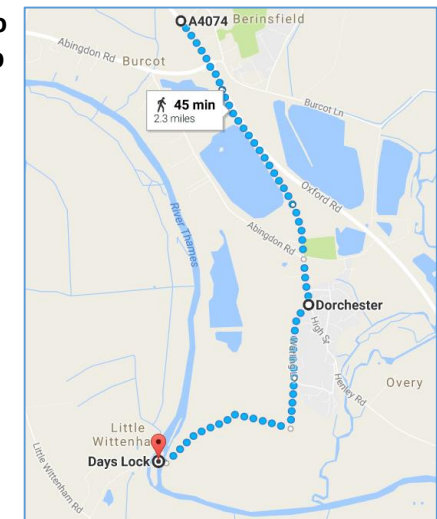 o
p
A4074
Berinsfield
Abingdon Rd
Burcot
45 min
2.3 miles
Burcot Ln
Oxford Rd
River Thames
Abingdon Rd
Dorchester
High St
Henley Rd
Overy
Little
Wittenham
Days Lock
Little Wittenham Rd